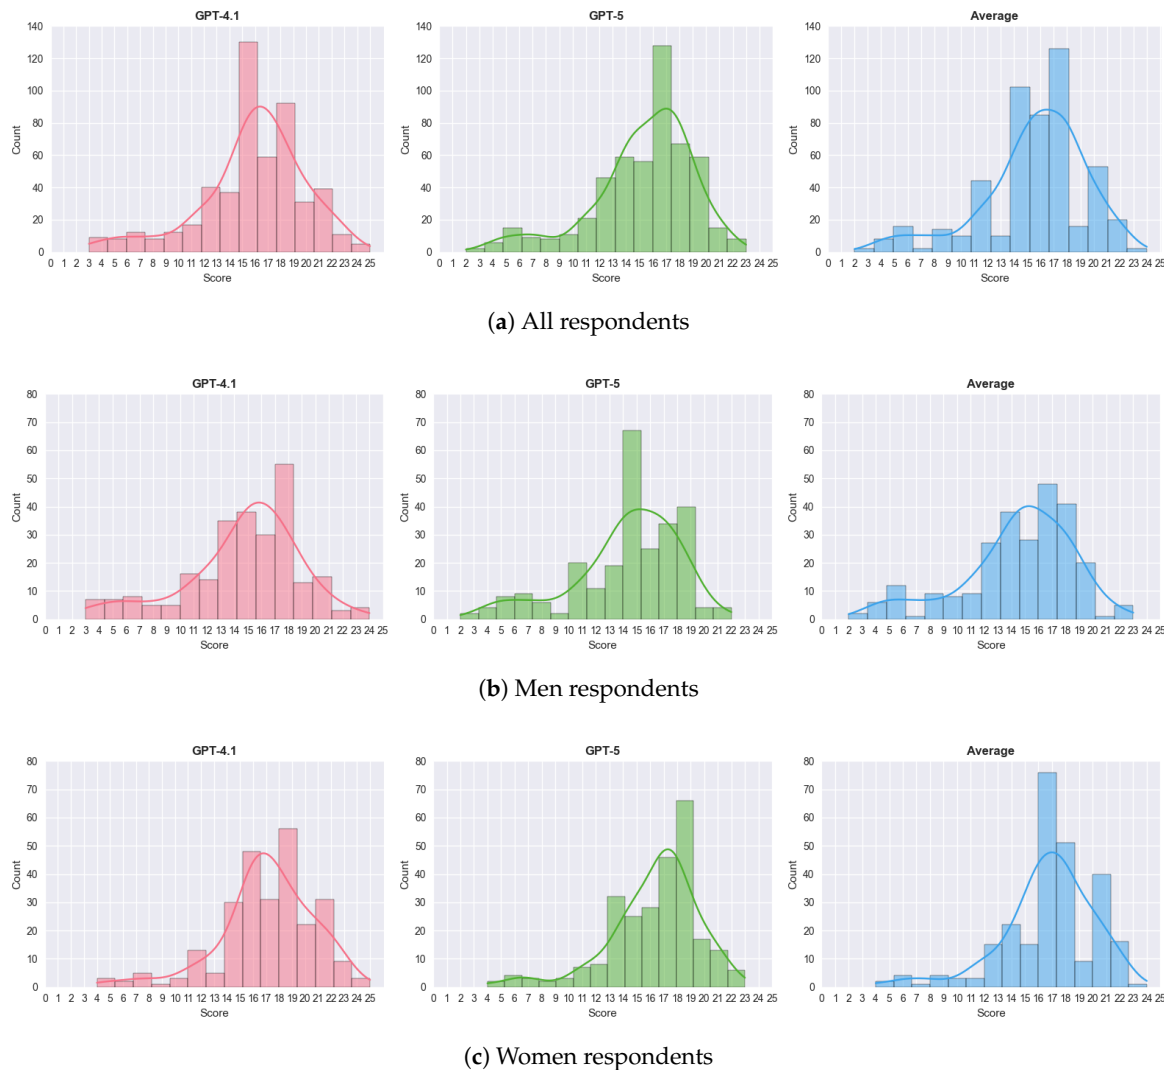 GPT-4.1 GPT-5 Average
140 140 140
120 120 120
100 100 100
80 80 80
Count Count Count
60 60 60
40 40 40
20 20 20
0 0 0
0 1 2 3 4 5 6 7 8 9 10 11 12 13 14 15 16 17 18 19 20 21 22 23 24 25 0 1 2 3 4 5 6 7 8 9 10 11 12 13 14 15 16 17 18 19 20 21 22 23 24 25 0 1 2 3 4 5 6 7 8 9 10 11 12 13 14 15 16 17 18 19 20 21 22 23 24 25
Score Score Score
(a) All respondents
GPT-4.1 GPT-5 Average
80 80 80
70 70 70
60 60 60
50 50 50
Count Count Count
40 40 40
30 30 30
20 20 20
10 10 10
0 0 0
0 1 2 3 4 5 6 7 8 9 10 11 12 13 14 15 16 17 18 19 20 21 22 23 24 25 0 1 2 3 4 5 6 7 8 9 10 11 12 13 14 15 16 17 18 19 20 21 22 23 24 25 0 1 2 3 4 5 6 7 8 9 10 11 12 13 14 15 16 17 18 19 20 21 22 23 24 25
Score Score Score
(b) Men respondents
GPT-4.1 GPT-5 Average
80 80 80
70 70 70
60 60 60
50 50 50
Count Count Count
40 40 40
30 30 30
20 20 20
10 10 10
0 0 0
0 1 2 3 4 5 6 7 8 9 10 11 12 13 14 15 16 17 18 19 20 21 22 23 24 25 0 1 2 3 4 5 6 7 8 9 10 11 12 13 14 15 16 17 18 19 20 21 22 23 24 25 0 1 2 3 4 5 6 7 8 9 10 11 12 13 14 15 16 17 18 19 20 21 22 23 24 25
Score Score Score
(c) Women respondents